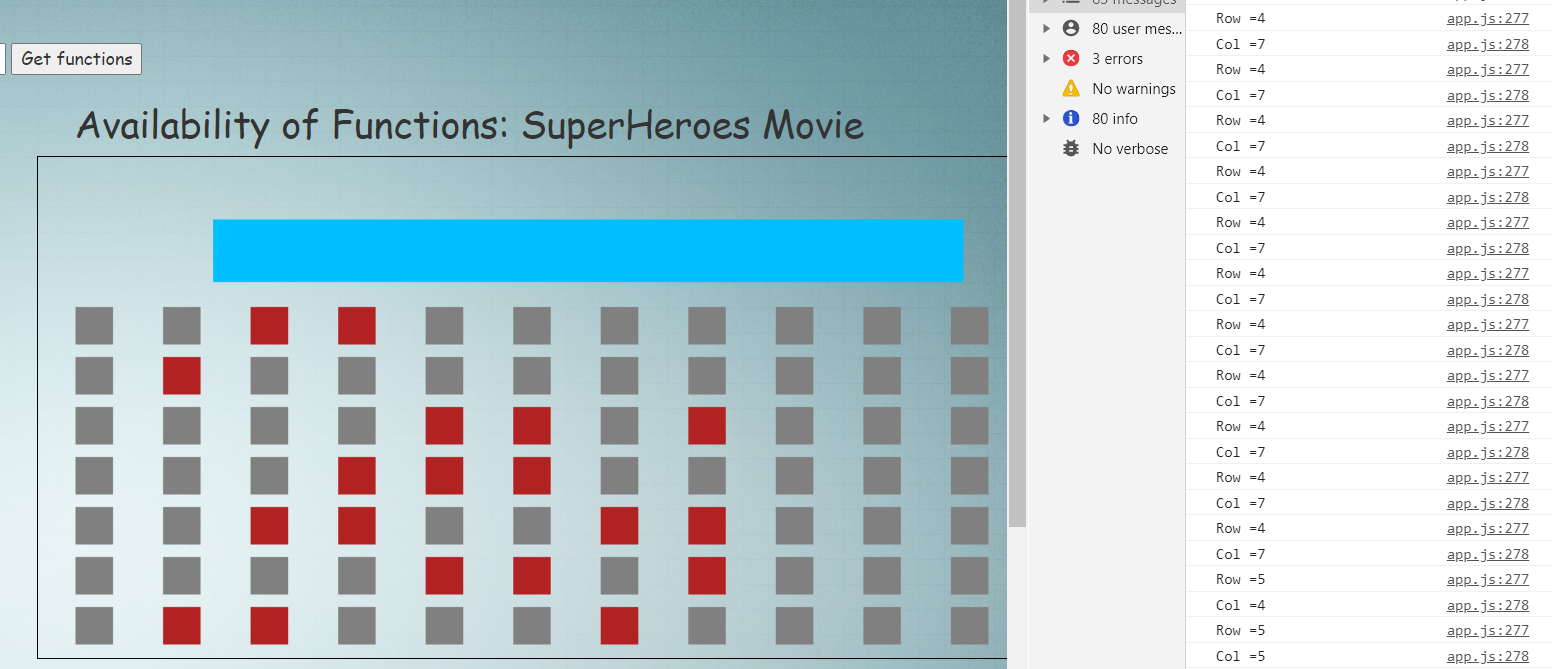 Get functions
Availability of Functions: SuperHeroes Movie
80 user mes...
3 errors
No warnings
80 info
No verbose
Row =4 app.js:277
Col =7 app.js:278
Row =4 app.js:277
Col =7 app.js:278
Row =4 app.js:277
Col =7 app.js:278
Row =4 app.js:277
Col =7 app.js:278
Row =4 app.js:277
Col =7 app.js:278
Row =4 app.js:277
Col =7 app.js:278
Row =4 app.js:277
Col =7 app.js:278
Row =4 app.js:277
Col =7 app.js:278
Row =4 app.js:277
Col =7 app.js:278
Row =4 app.js:277
Col =7 app.js:278
Row =4 app.js:277
Col =7 app.js:278
Row =5 app.js:277
Col =4 app.js:278
Row =5 app.js:277
Col =5 app.js:278